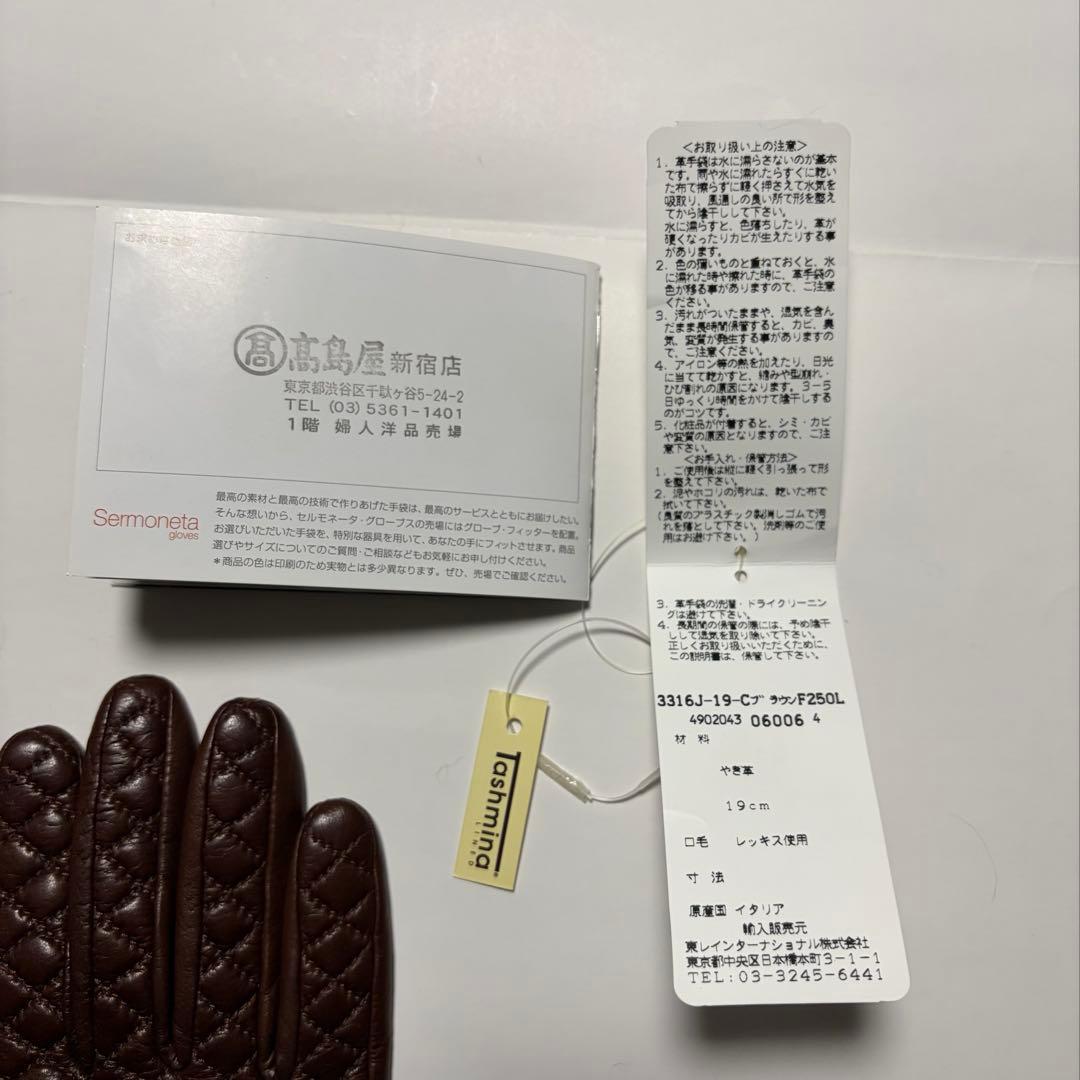 高島屋新宿店
東京都渋谷区千駄ヶ谷5-24-2
TEL (03) 5361-1401
1階 婦人洋品売場
Sermoneta
gloves
最高の素材と最高の技術で作りあげた手袋は、最高のサービスとともにお届けしたい。
そんな想いから、セルモネータ・グローブスの売場にはグローブ・フィッターを配置。
お選びいただいた手袋を、特別な器具を用いて、あなたの手にフィットさせます。商品
選びやサイズについてのご質問・ご相談などもお気軽にお申し付けください。
*商品の色は印刷のため実物とは多少異なります。ぜひ、売場でご確認ください。
Tashmina
LINED
<お取り扱い上の注意>
1. 革手袋は水に濡らさないのが基本
です。雨や水に濡れたらすぐに乾い
た布で擦らずに軽く押さえて水気を
吸取り、風通しの良い所で形を整え
てから陰干しして下さい。
水に濡らすと、色落ちしたり、革が
硬くなったりカビが生えたりする事
があります。
2. 色の薄いものと重ねておくと、水
に濡れた時や擦れた時に、革手袋の
色が移る事がありますので、ご注意
ください。
3. 汚れがついたままや、湿気を含ん
だまま長時間保管すると、カビ、臭
気、変質が発生する事がありますの
で、ご注意ください。
4. アイロン等の熱を加えたり、日光
に当てて乾かすと、縮みや型崩れ・
ひび割れの原因になります。3-5
日ゆっくり時間をかけて陰干しする
のがコツです。
5. 化粧品が付着すると、シミ・カビ
や変質の原因となりますので、ご注
意下さい。
<お手入れ・保管方法>
1. ご使用後は縦に軽く引っ張って形
を整えて下さい。
2. 泥やホコリの汚れは、乾いた布で
拭いて下さい。
(良質のプラスチック製消しゴムで汚
れを落として下さい。洗剤等のご使
用はお避け下さい。)
3. 革手袋の洗濯・ドライクリーニン
グは避けて下さい。
4. 長期間の保管の際には、予め陰干
しして湿気を取り除いて下さい。
正しくお取り扱いいただくために、
この説明書は、保管して下さい。
3316J-19-Cブラウン F250L
4902043 06006 4
材 料
やぎ革
19cm
口毛 レッキス使用
寸 法
原産国 イタリア
輸入販売元
東レインターナショナル株式会社
東京都中央区日本橋本町3-1-1
TEL:03-3245-6441